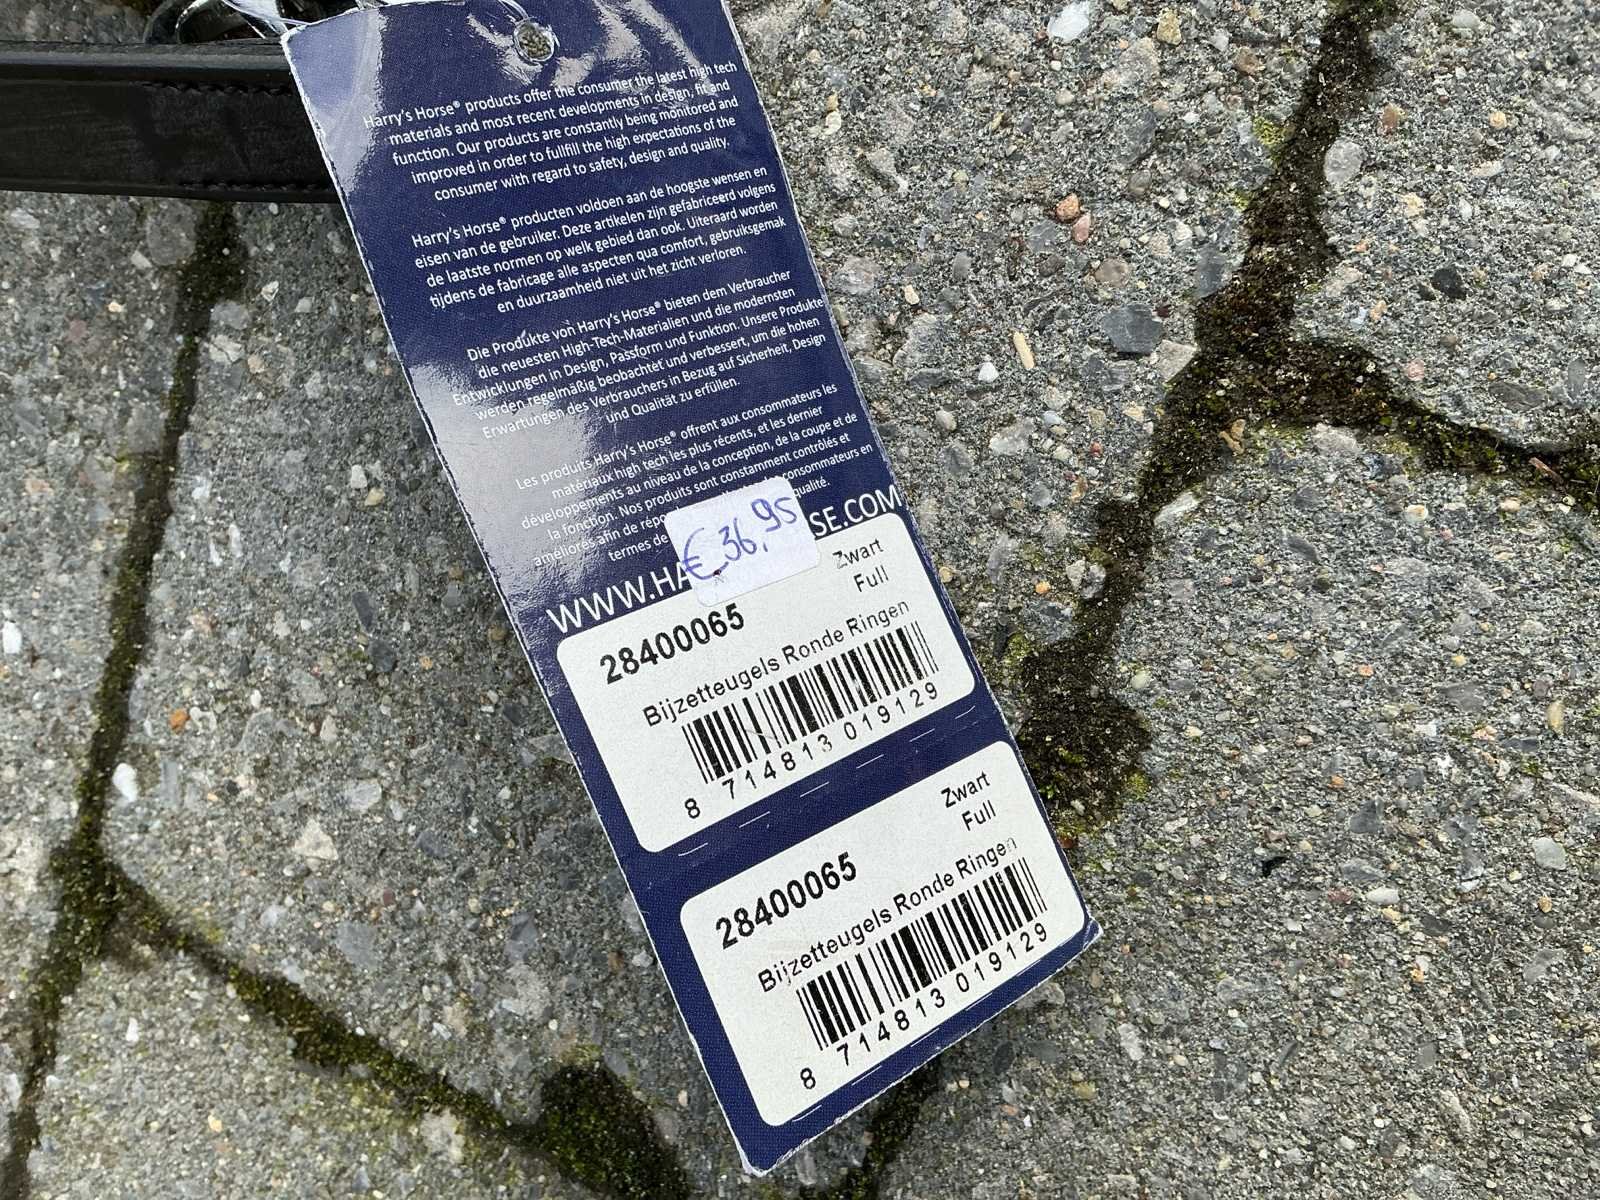 Harry's Horse® products offer the consumer the latest high tech
materials and most recent developments in design, fit and
function. Our products are constantly being monitored and
improved in order to fullfill the high expectations of the
consumer with regard to safety, design and quality.
Harry's Horse® producten voldoen aan de hoogste wensen en
eisen van de gebruiker. Deze artikelen zijn gefabriceerd volgens
de laatste normen op welk gebied dan ook. Uiteraard worden
tijdens de fabricage alle aspecten qua comfort, gebruiksgemak
en duurzaamheid niet uit het zicht verloren.
Die Produkte von Harry's Horse® bieten dem Verbraucher
die neuesten High-Tech-Materialien und die modernsten
Entwicklungen in Design, Passform und Funktion. Unsere Produkte
werden regelmäßig beobachtet und verbessert, um die hohen
Erwartungen des Verbrauchers in Bezug auf Sicherheit, Design
und Qualität zu erfüllen.
Les produits Harry's Horse® offrent aux consommateurs les
matériaux high tech les plus récents, et les dernier
développements au niveau de la conception, de la coupe et de
la fonction. Nos produits sont constamment contrôlés et
améliorés afin de répo consommateurs en
termes de qualité.
€ 36,95
WWW.HA SE.COM
Zwart
Full
28400065
Bijzetteugels Ronde Ringen
8 714813 019129
Zwart
Full
28400065
Bijzetteugels Ronde Ringen
8 714813 019129